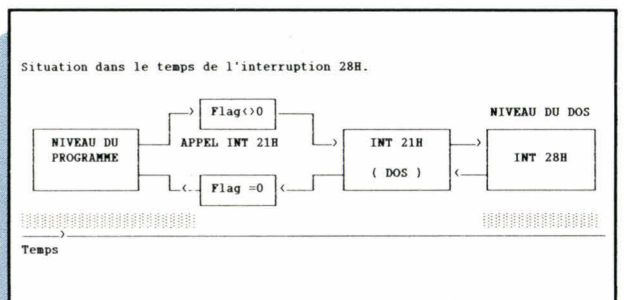 Situation dans le temps de l'interruption 28H.
Flag<>0
NIVEAU DU DOS
NIVEAU DU
PROGRAMME
APPEL INT 21H
INT 21H
( DOS )
INT 28H
Flag =0
Temps